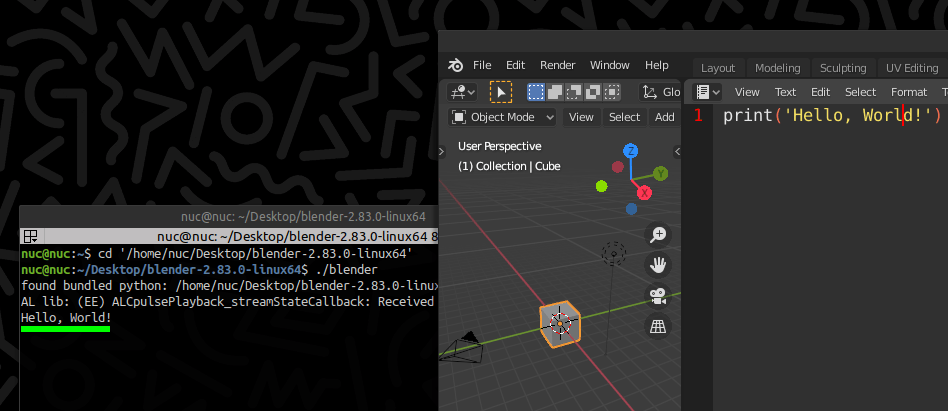 File Edit Render Window Help
Layout Modeling Sculpting UV Editing
Glo
View Text Edit Select Format
Object Mode View Select Add
1 print('Hello, World!')
User Perspective
(1) Collection | Cube
Z
Y
X
nuc@nuc: ~/Desktop/blender-2.83.0-linux64
nuc@nuc: ~/Desktop/blender-2.83.0-linux64 8
nuc@nuc:~$ cd '/home/nuc/Desktop/blender-2.83.0-linux64'
nuc@nuc:~/Desktop/blender-2.83.0-linux64$ ./blender
found bundled python: /home/nuc/Desktop/blender-2.83.0-linux
AL lib: (EE) ALCpulsePlayback_streamStateCallback: Received
Hello, World!